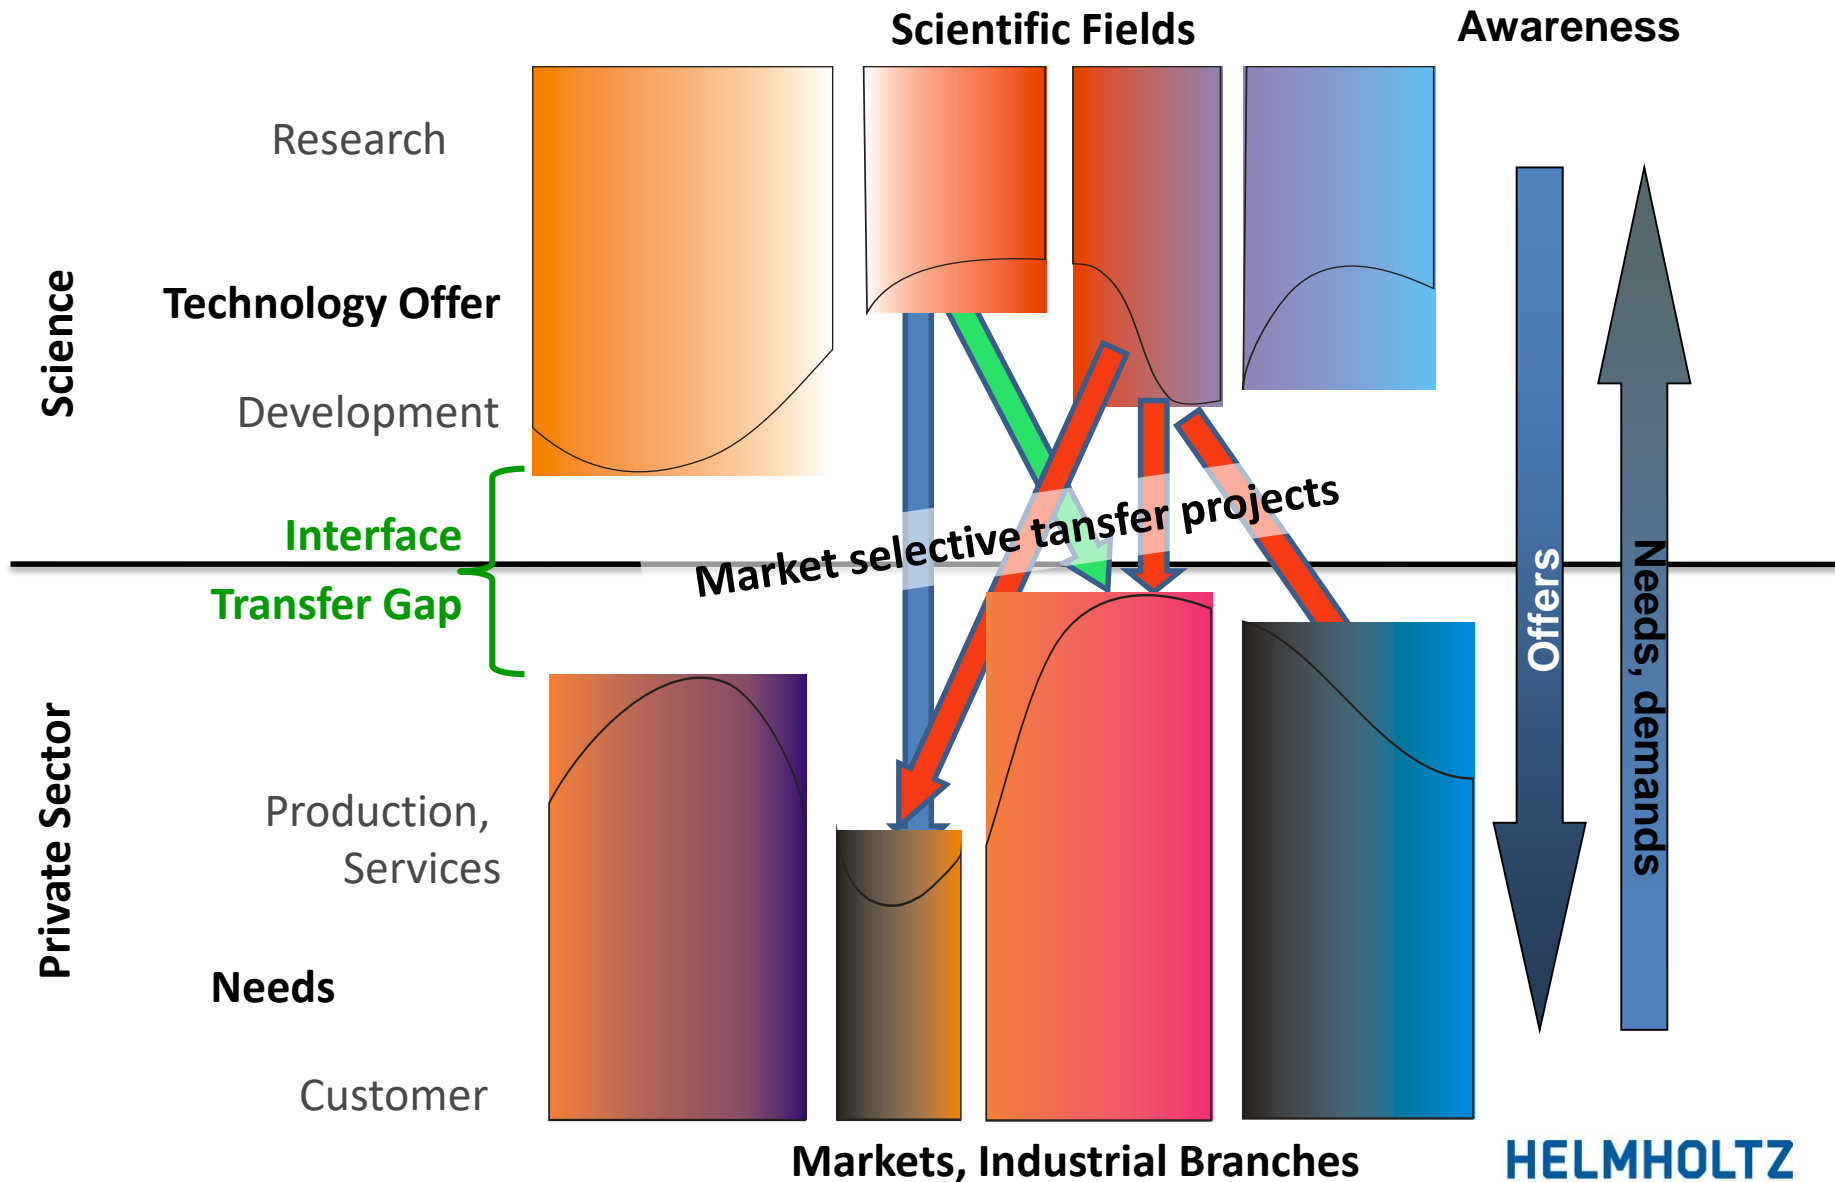 Scientific Fields
Awareness
Research
Science
Technology Offer
Development
Interface
Market selective tansfer projects
Transfer Gap
Offers
Needs, demands
Private Sector
Production,
Services
Needs
Customer
Markets, Industrial Branches
HELMHOLTZ